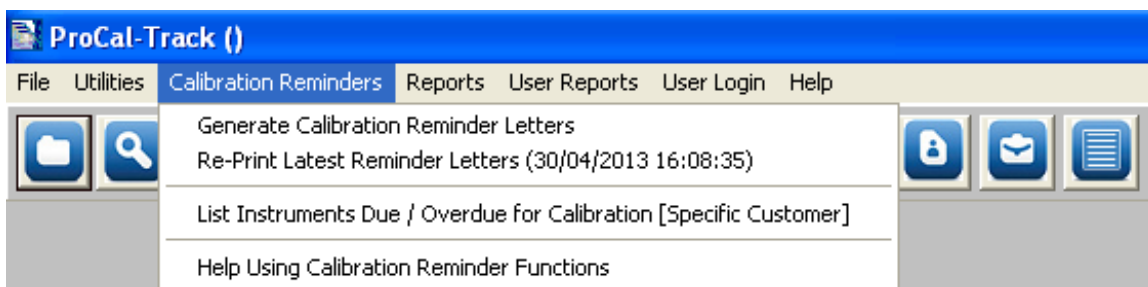 ProCal-Track ()
File Utilities Calibration Reminders Reports User Reports User Login Help
Generate Calibration Reminder Letters
Re-Print Latest Reminder Letters (30/04/2013 16:08:35)
List Instruments Due / Overdue for Calibration [Specific Customer]
Help Using Calibration Reminder Functions